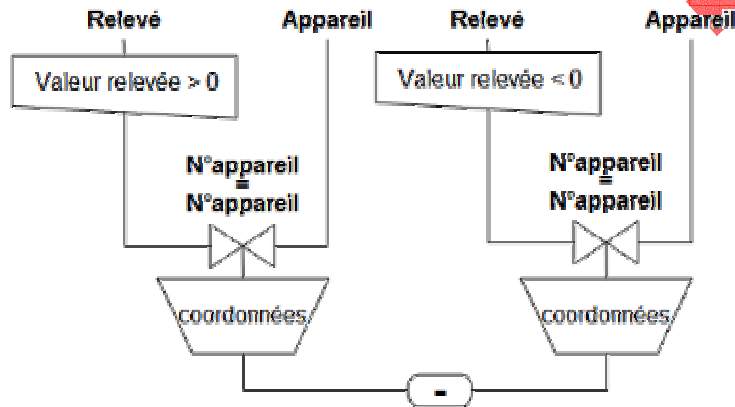 Relevé Appareil Relevé Appareil
Valeur relevée > 0 Valeur relevée < 0
N°appareil N°appareil
= =
N°appareil N°appareil
coordonnées coordonnées
-